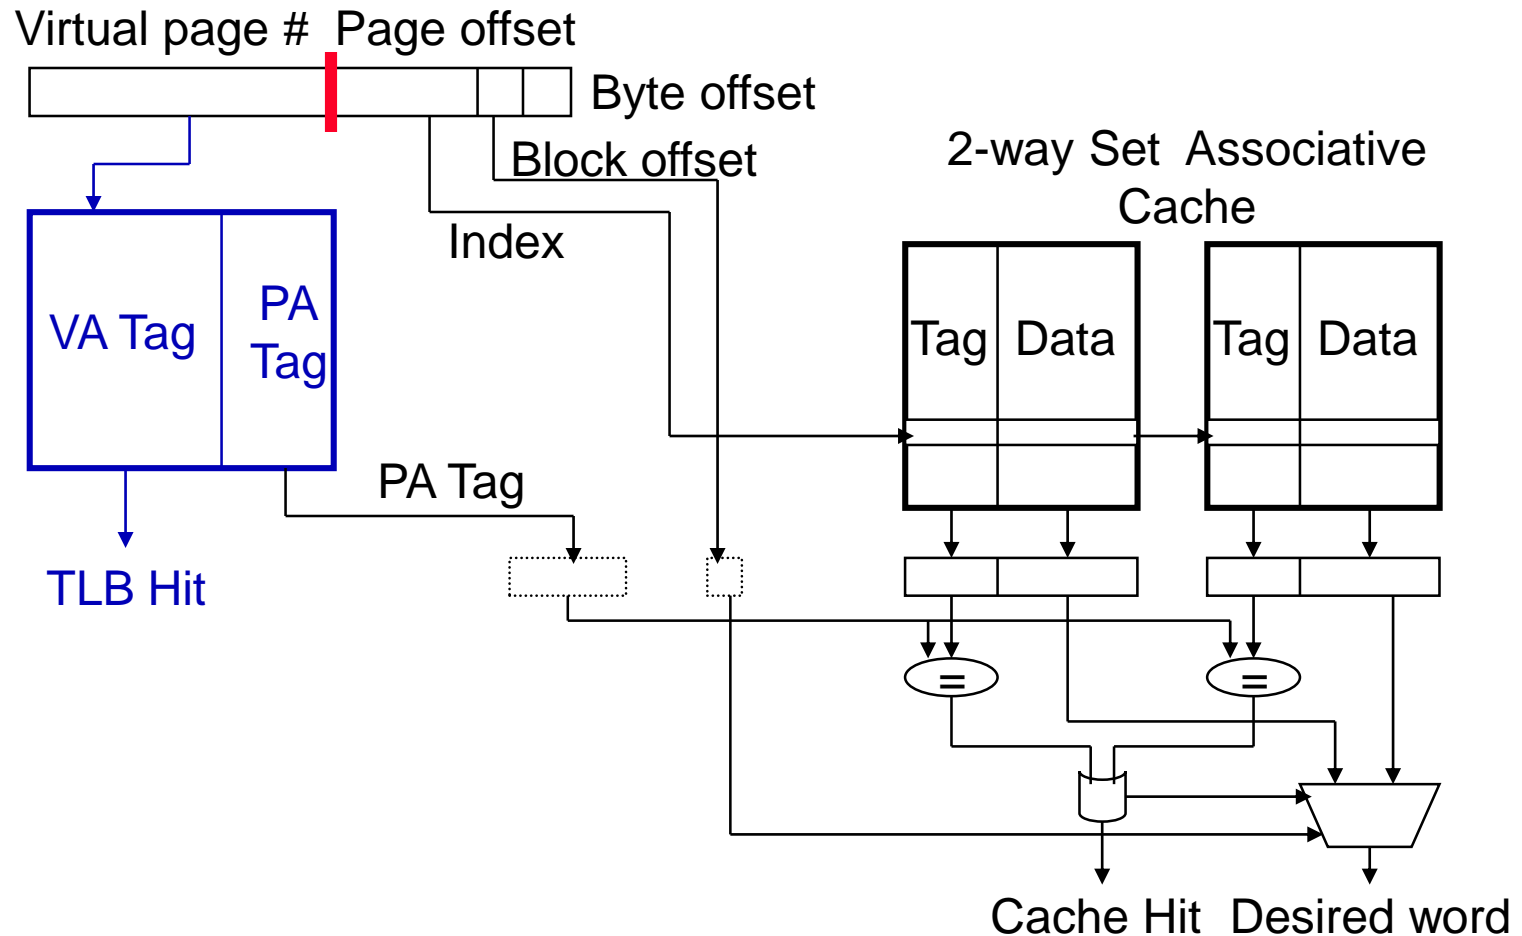 Virtual page #  Page offset
Byte offset
Block offset
Index
2-way Set  Associative
Cache
VA Tag
PA
Tag
Tag
Data
Tag
Data
PA Tag
TLB Hit
=
=
Cache Hit
Desired word